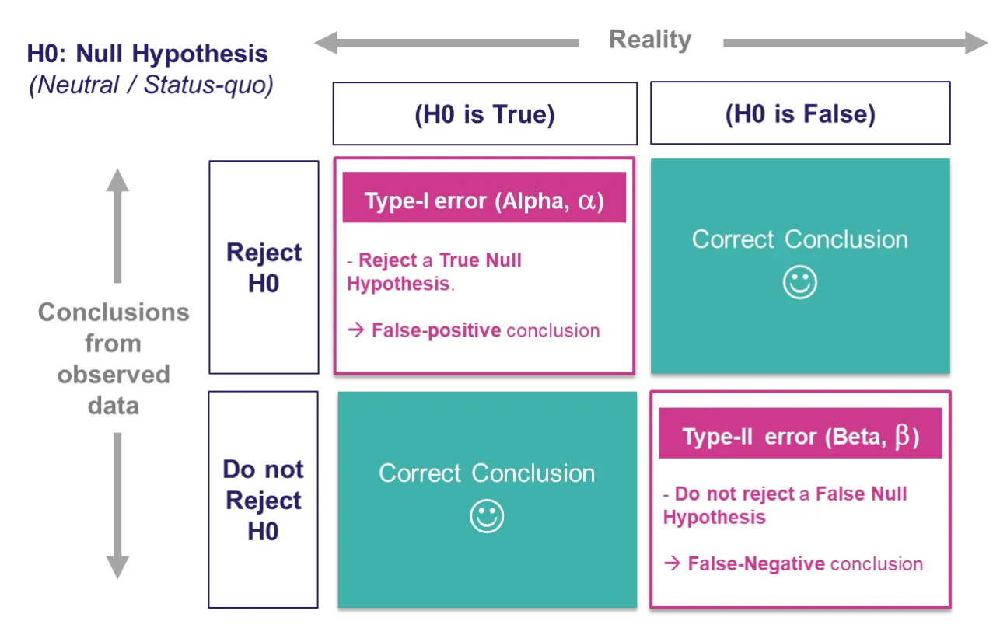 Reality
H0: Null Hypothesis
(Neutral / Status-quo)
(H0 is True)
(H0 is False)
Conclusions
from
observed
data
Reject
H0
Type-I error (Alpha, α)
- Reject a True Null
Hypothesis.
→ False-positive conclusion
Correct Conclusion
Do not
Reject
H0
Correct Conclusion
Type-II error (Beta, β)
- Do not reject a False Null
Hypothesis
→ False-Negative conclusion